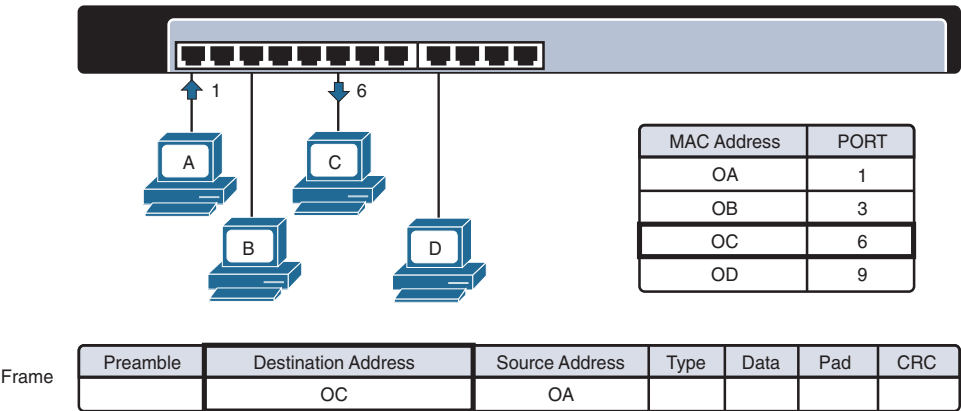 1
6
A
C
B
D
MAC Address PORT
OA 1
OB 3
OC 6
OD 9
Frame
Preamble Destination Address Source Address Type Data Pad CRC
OC OA